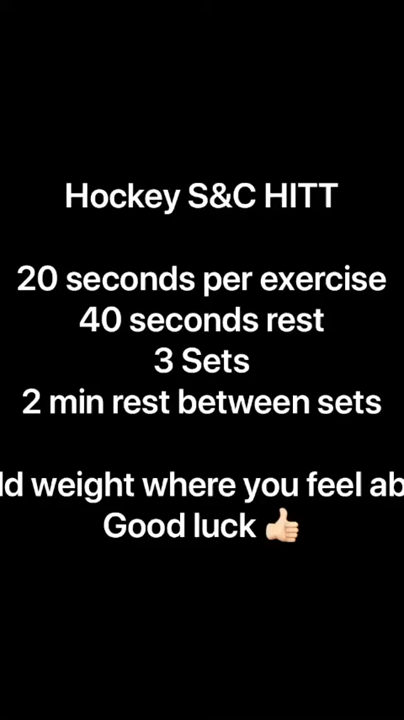 Hockey S&C HITT
20 seconds per exercise
40 seconds rest
3 Sets
2 min rest between sets
weight where you feel
Good luck 👍🏻